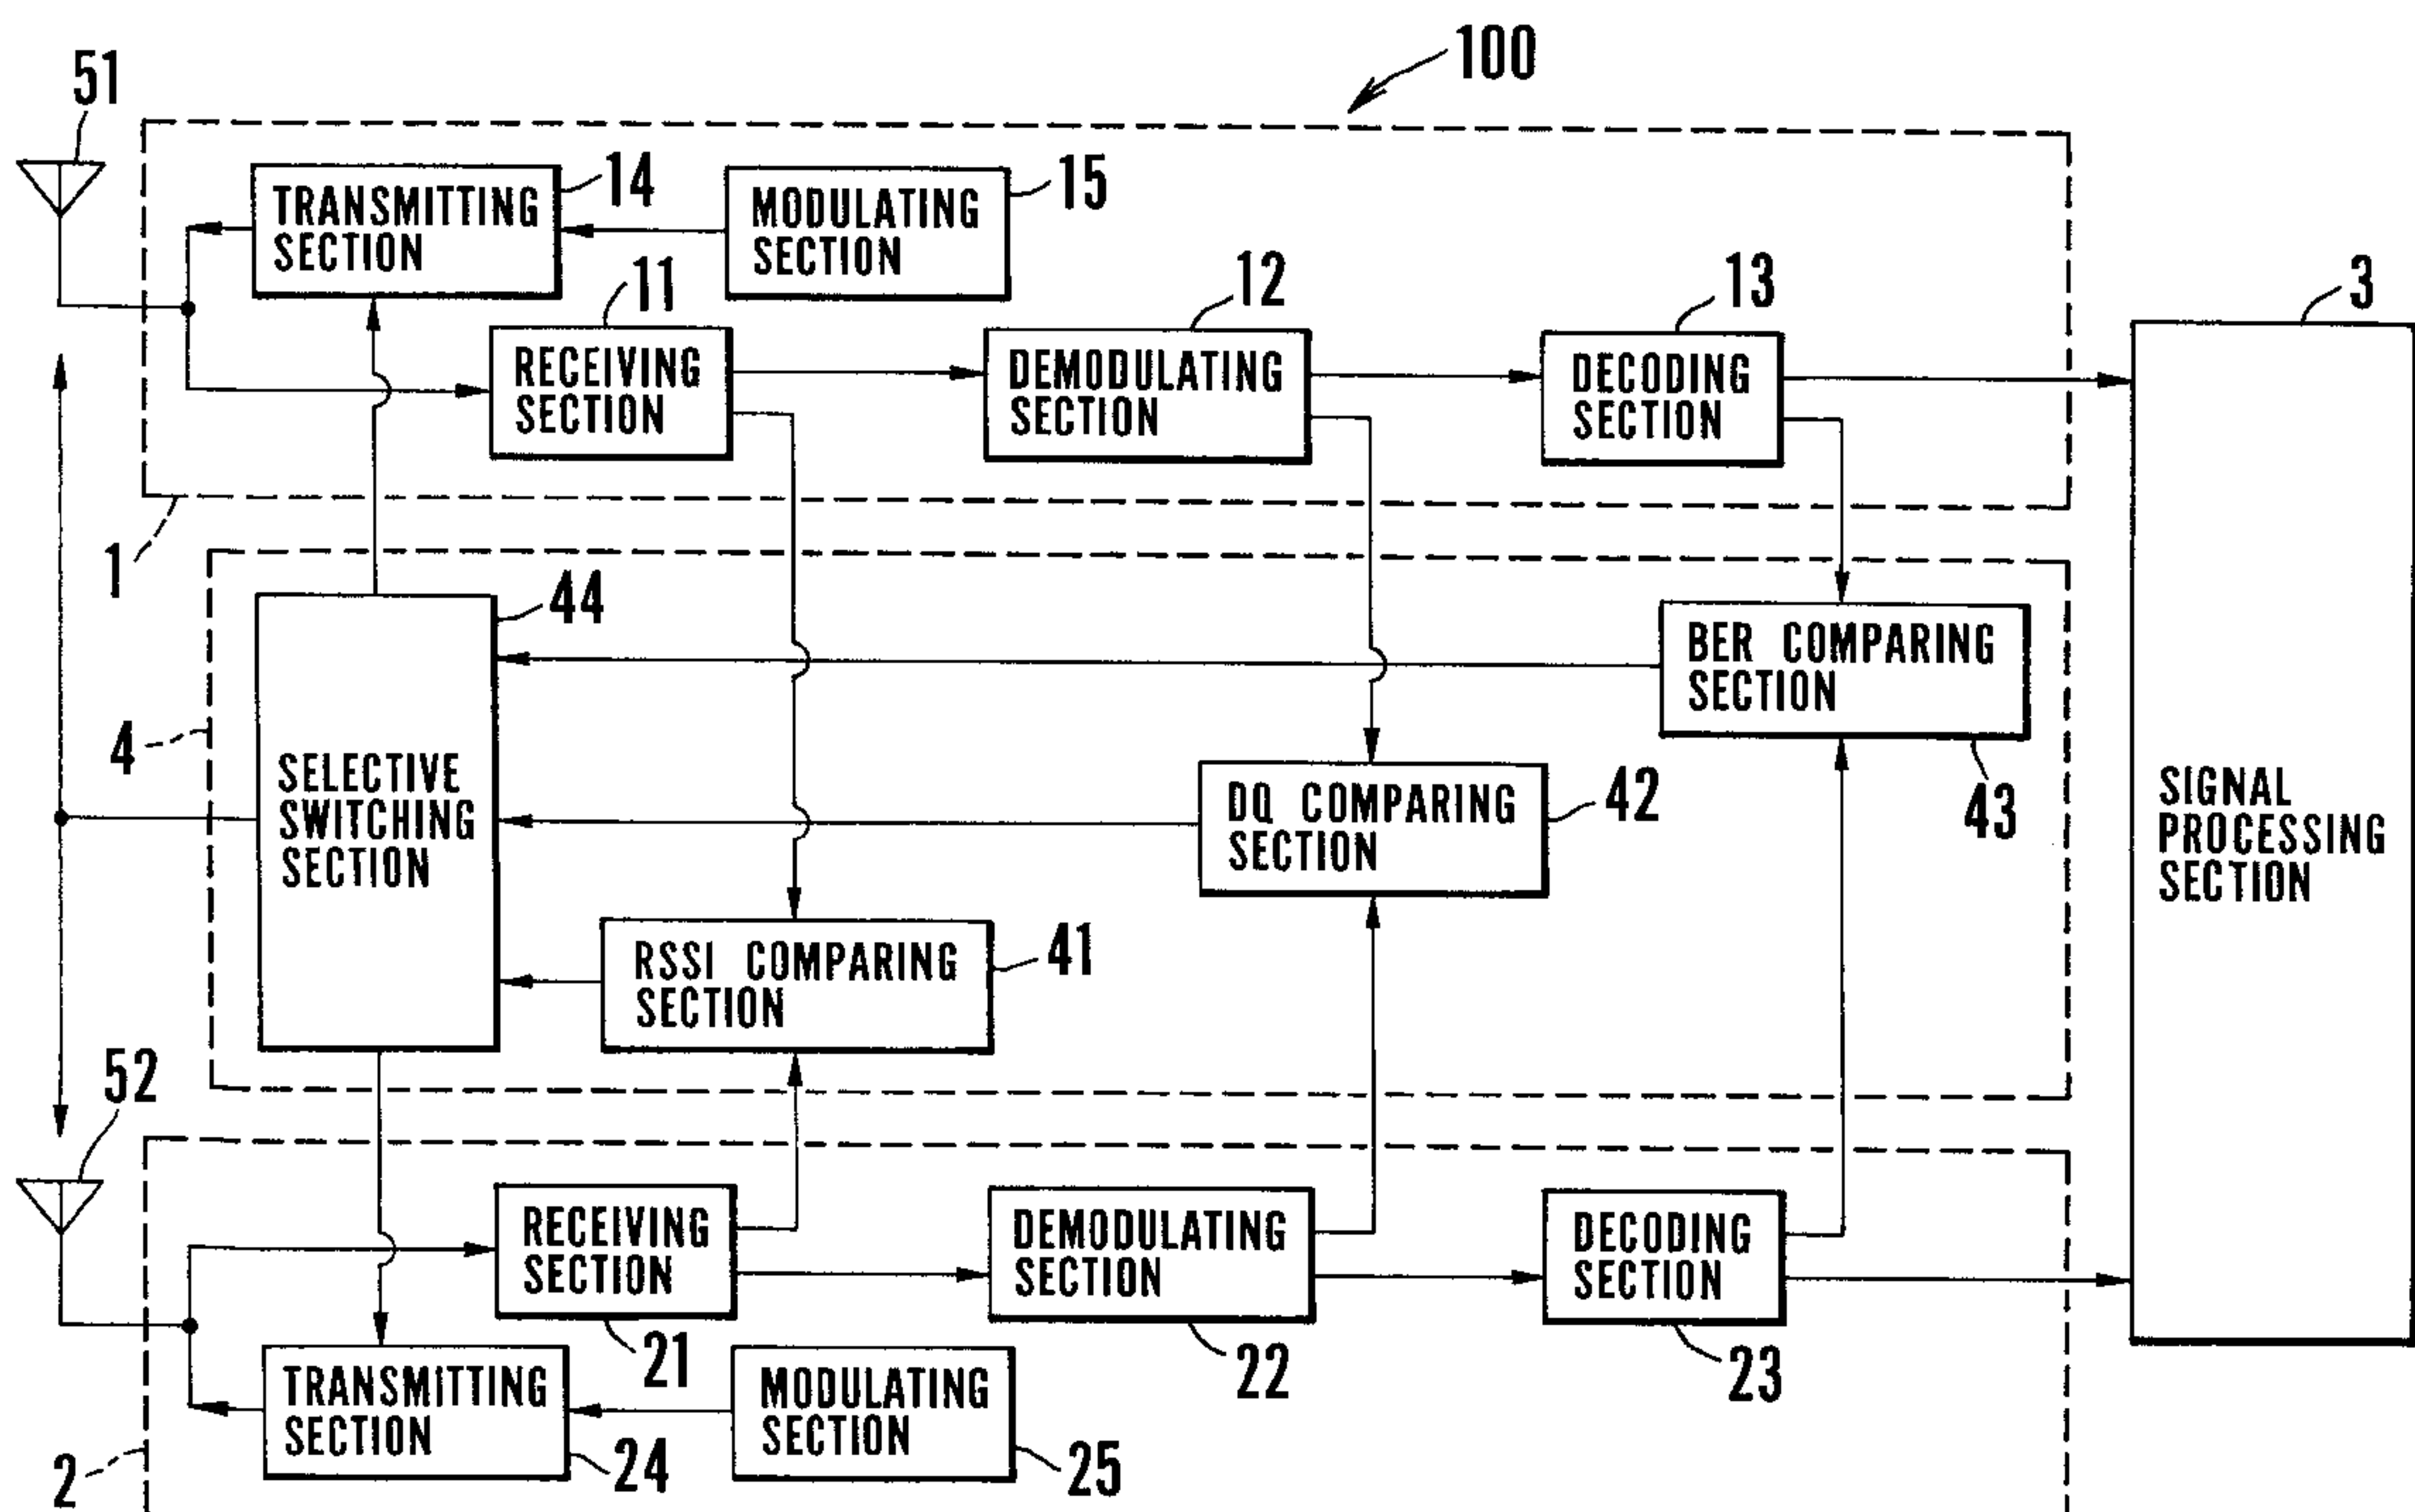 100
51
TRANSMITTING
SECTION
14
MODULATING
SECTION
15
RECEIVING
SECTION
11
DEMODULATING
SECTION
12
DECODING
SECTION
13
3
1
SELECTIVE
SWITCHING
SECTION
44
BER COMPARING
SECTION
43
4
DQ COMPARING
SECTION
42
SIGNAL
PROCESSING
SECTION
RSSI COMPARING
SECTION
41
52
RECEIVING
SECTION
21
DEMODULATING
SECTION
22
DECODING
SECTION
23
TRANSMITTING
SECTION
24
MODULATING
SECTION
25
2